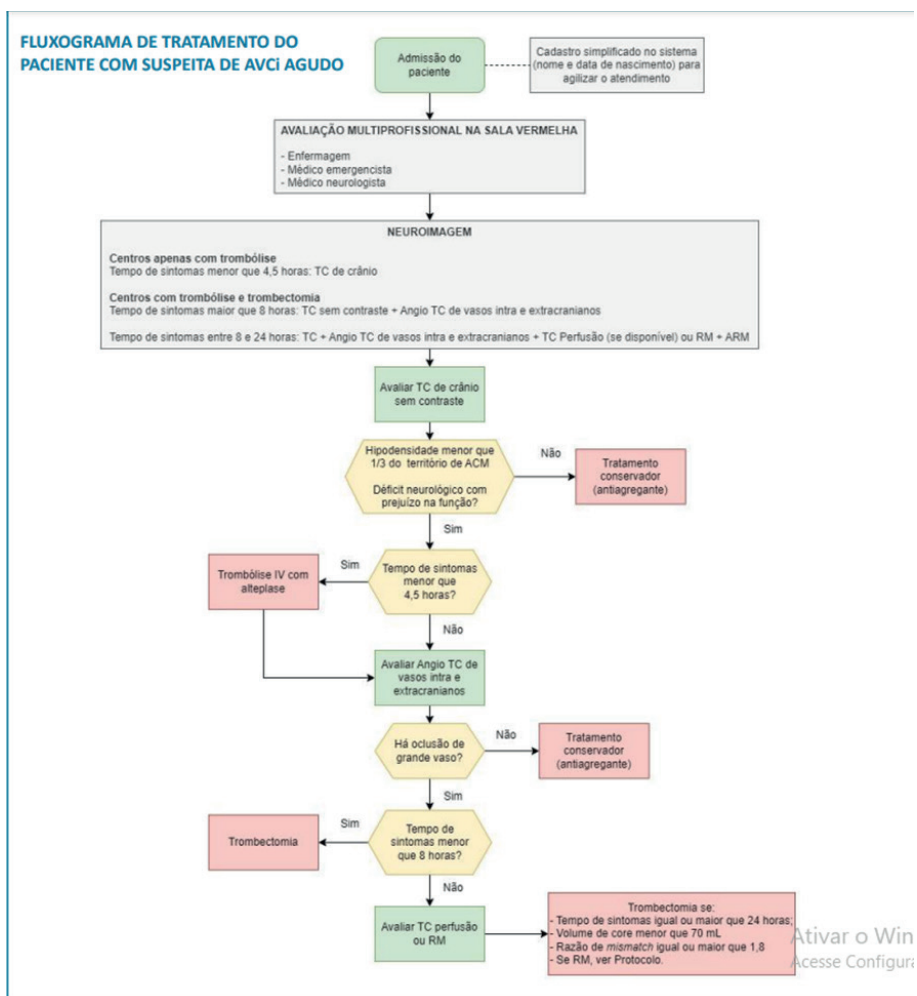 FLUXOGRAMA DE TRATAMENTO DO
PACIENTE COM SUSPEITA DE AVCi AGUDO
Admissão do
paciente
Cadastro simplificado no sistema
(nome e data de nascimento) para
agilizar o atendimento
AVALIAÇÃO MULTIPROFISSIONAL NA SALA VERMELHA
- Enfermagem
- Médico emergencista
- Médico neurologista
NEUROIMAGEM
Centros apenas com trombólise
Tempo de sintomas menor que 4,5 horas: TC de crânio
Centros com trombólise e trombectomia
Tempo de sintomas maior que 8 horas: TC sem contraste + Angio TC de vasos intra e extracranianos
Tempo de sintomas entre 8 e 24 horas: TC + Angio TC de vasos intra e extracranianos + TC Perfusão (se disponível) ou RM + ARM
Avaliar TC de crânio
sem contraste
Hipodensidade menor que
1/3 do território de ACM
Déficit neurológico com
prejuízo na função?
Não
Tratamento
conservador
(antiagregante)
Sim
Tempo de sintomas
menor que
4,5 horas?
Sim
Trombólise IV com
alteplase
Não
Avaliar Angio TC de
vasos intra e
extracranianos
Há oclusão de
grande vaso?
Não
Tratamento
conservador
(antiagregante)
Sim
Tempo de
sintomas menor
que 8 horas?
Sim
Trombectomia
Não
Avaliar TC perfusão
ou RM
Trombectomia se:
- Tempo de sintomas igual ou maior que 24 horas;
- Volume de core menor que 70 mL
- Razão de mismatch igual ou maior que 1,8
- Se RM, ver Protocolo.
Ativar o Win
Acesse Configura